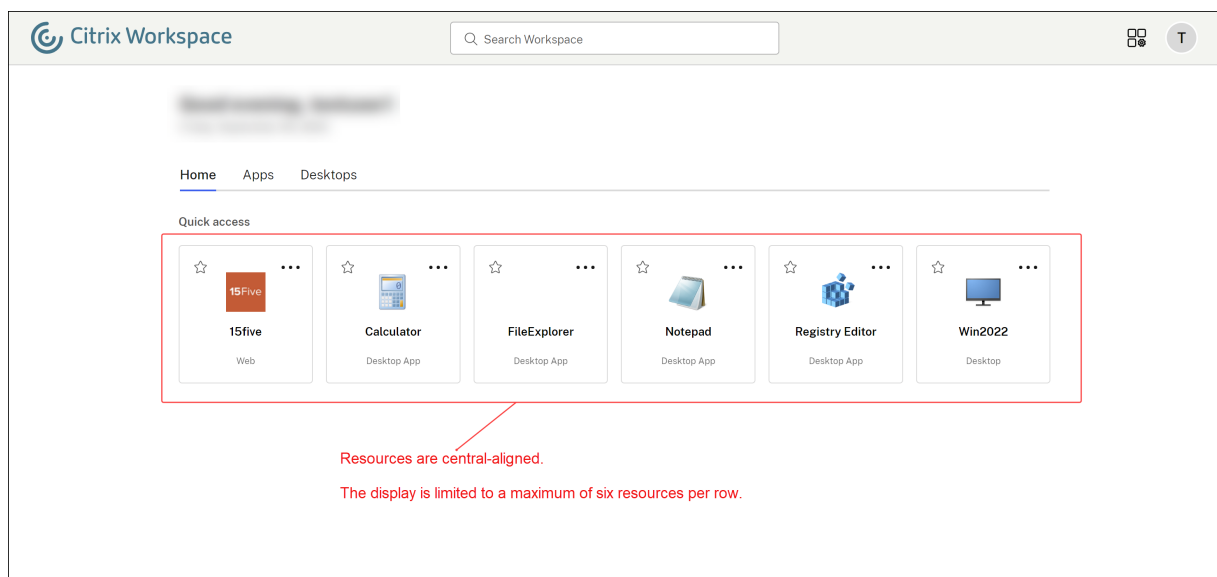 Citrix Workspace
Search Workspace
T
Home Apps Desktops
Quick access
15Five
15five
Web
Calculator
Desktop App
FileExplorer
Desktop App
Notepad
Desktop App
Registry Editor
Desktop App
Win2022
Desktop
Resources are central-aligned.
The display is limited to a maximum of six resources per row.